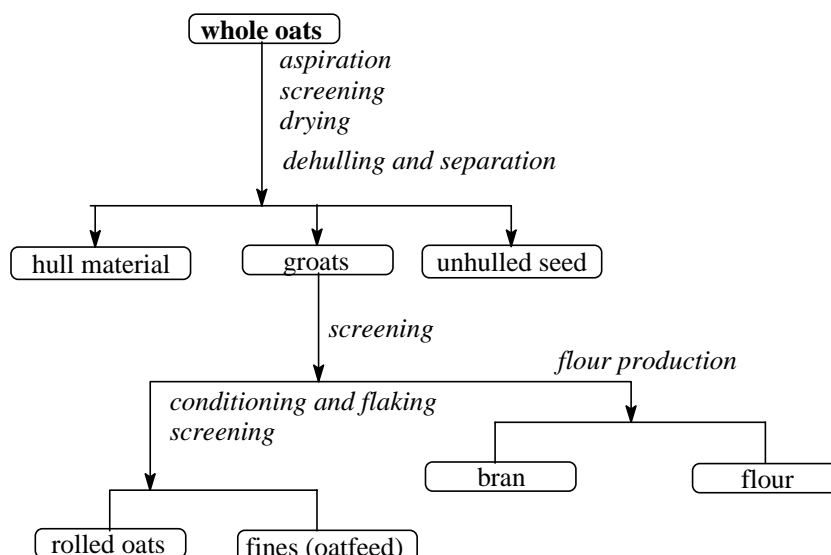 whole oats
aspiration
screening
drying
dehulling and separation
hull material
groats
unhulled seed
screening
flour production
conditioning and flaking
screening
bran
flour
rolled oats
fines (oatfeed)